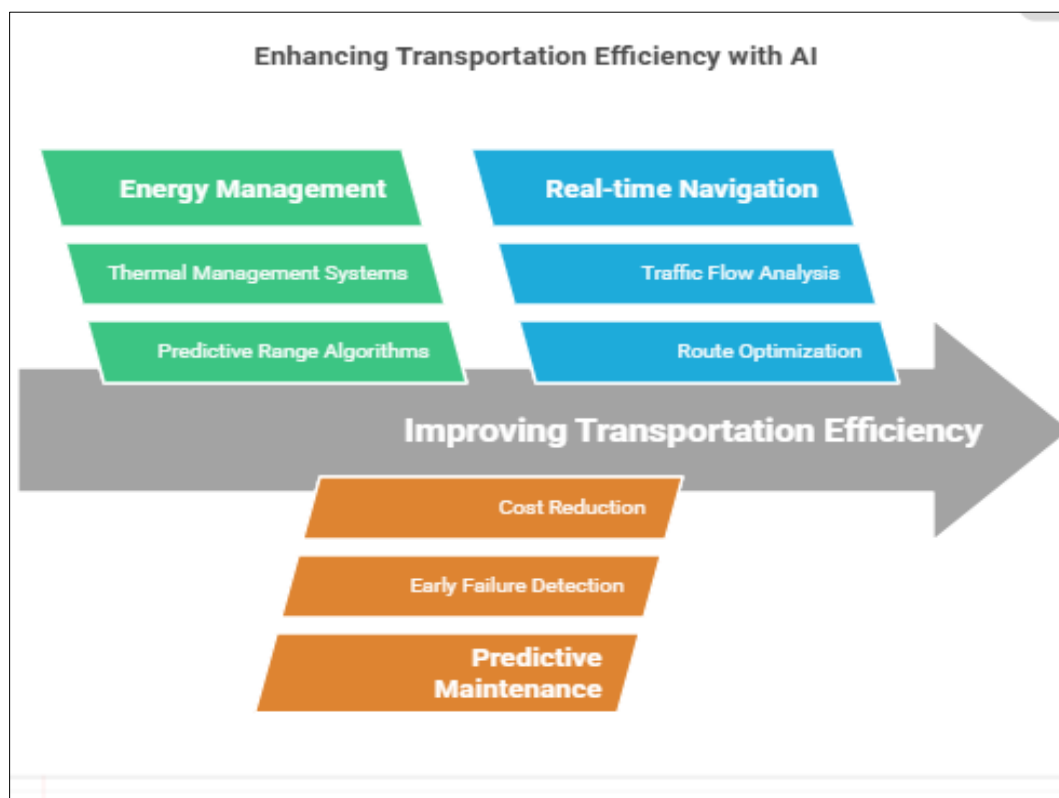 Enhancing Transportation Efficiency with AI
Energy Management
Thermal Management Systems
Predictive Range Algorithms
Real-time Navigation
Traffic Flow Analysis
Route Optimization
Improving Transportation Efficiency
Cost Reduction
Early Failure Detection
Predictive
Maintenance